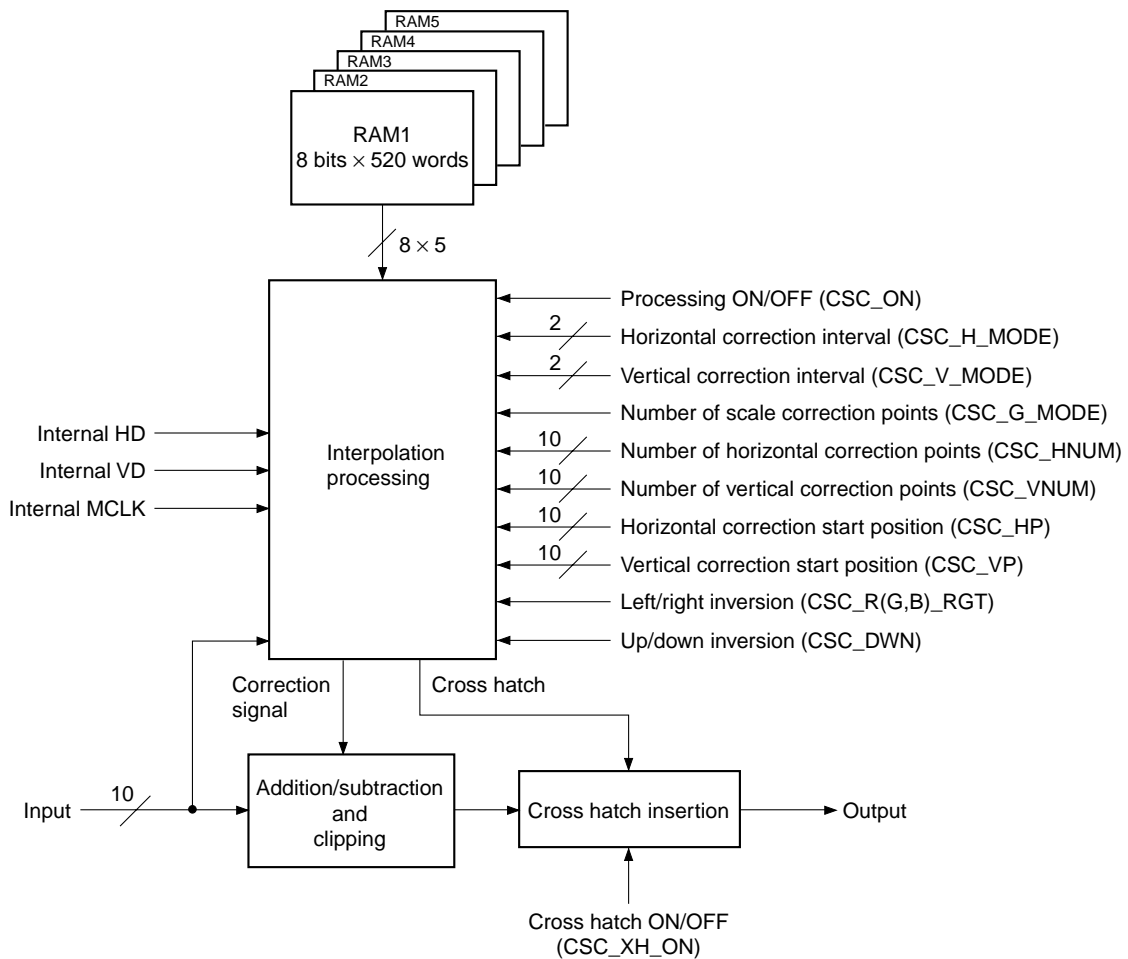 RAM5
RAM4
RAM3
RAM2
RAM1
8 bits × 520 words
8 × 5
Processing ON/OFF (CSC_ON)
2
Horizontal correction interval (CSC_H_MODE)
2
Vertical correction interval (CSC_V_MODE)
Number of scale correction points (CSC_G_MODE)
10
Number of horizontal correction points (CSC_HNUM)
10
Number of vertical correction points (CSC_VNUM)
10
Horizontal correction start position (CSC_HP)
10
Vertical correction start position (CSC_VP)
Left/right inversion (CSC_R(G,B)_RGT)
Up/down inversion (CSC_DWN)
Internal HD
Internal VD
Internal MCLK
Interpolation
processing
Correction
signal
Cross hatch
Input
10
Addition/subtraction
and
clipping
Cross hatch insertion
Output
Cross hatch ON/OFF
(CSC_XH_ON)